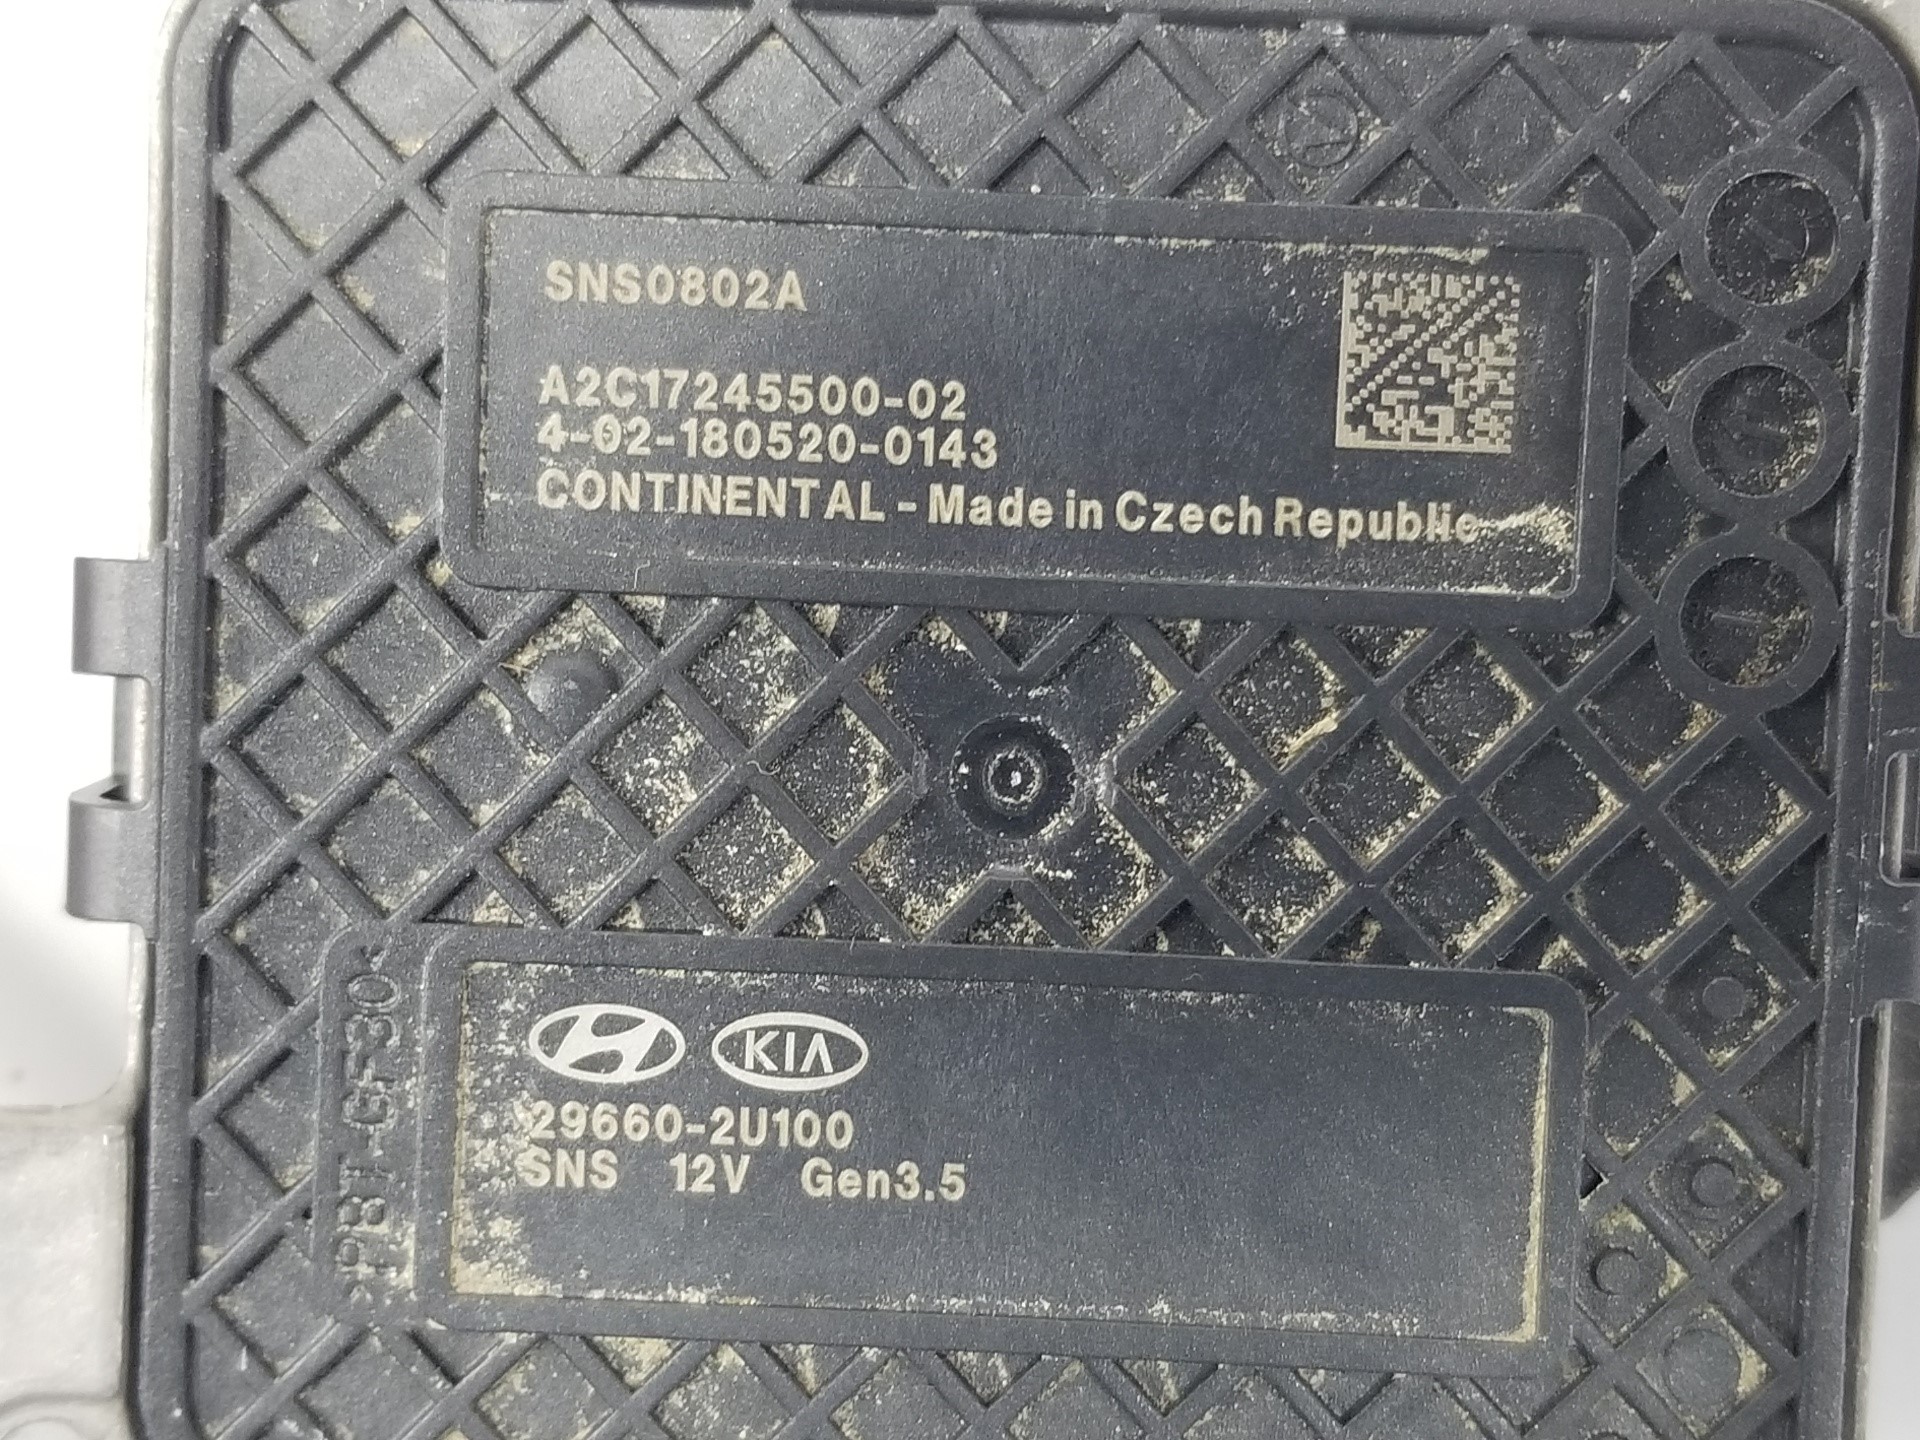 SNS0802A
A2C17245500-02
4-02-180520-0143
CONTINENTAL - Made in Czech Republic
KIA
29660-2U100
SNS 12V Gen3.5
>PBT-GF30<